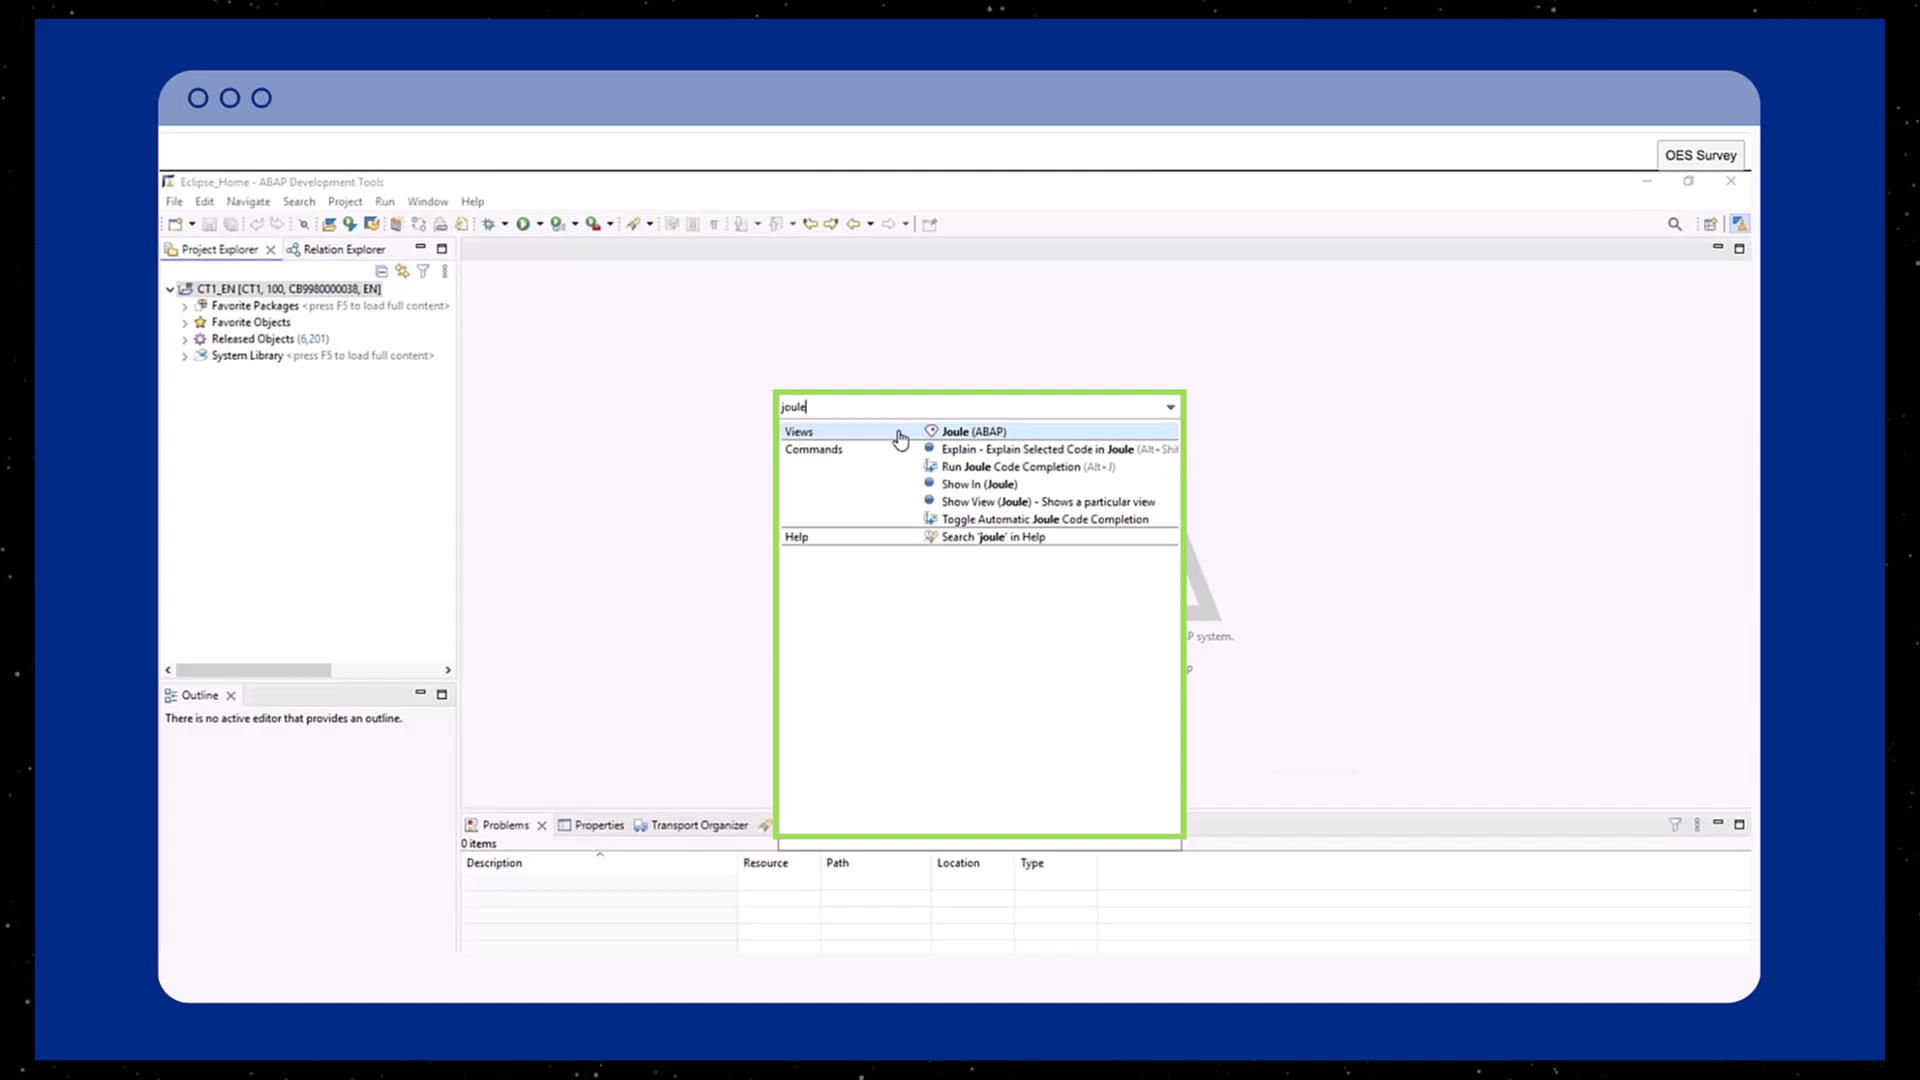 OES Survey
Eclipse_Home - ABAP Development Tools
File Edit Navigate Search Project Run Window Help
Project Explorer Relation Explorer
CT1_EN [CT1, 100, CB9980000038, EN]
Favorite Packages <press F5 to load full content>
Favorite Objects
Released Objects (6,201)
System Library <press F5 to load full content>
joule
Views Joule (ABAP)
Commands Explain - Explain Selected Code in Joule (Alt+Shi
Run Joule Code Completion (Alt+J)
Show In (Joule)
Show View (Joule) - Shows a particular view
Toggle Automatic Joule Code Completion
Help Search 'joule' in Help
P system.
p
Outline
There is no active editor that provides an outline.
Problems Properties Transport Organizer
0 items
Description Resource Path Location Type